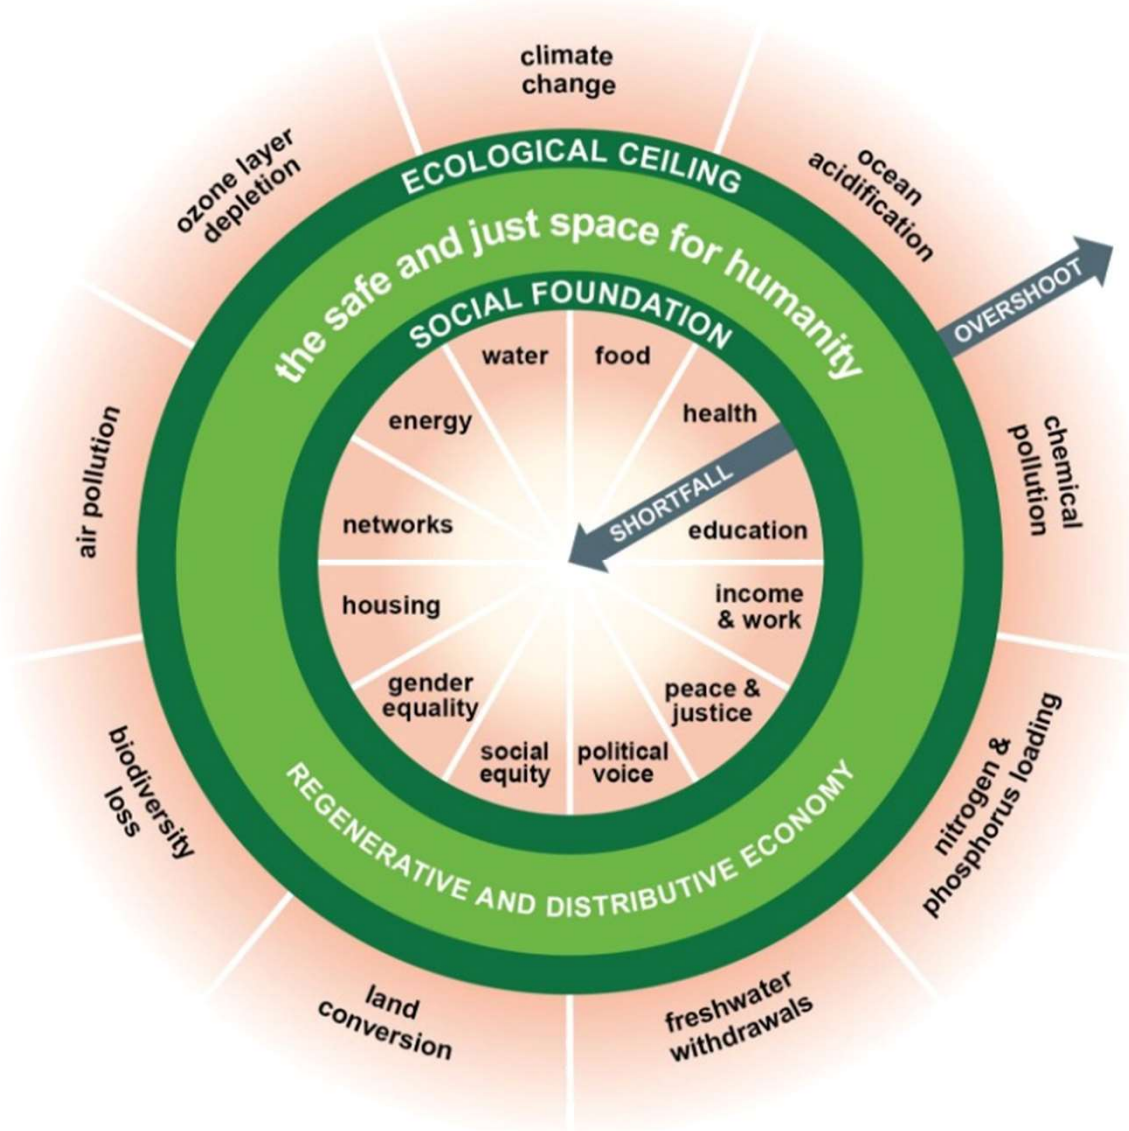 climate
change
ozone layer
depletion
ocean
acidification
ECOLOGICAL CEILING
the safe and just space for humanity
OVERSHOOT
SOCIAL FOUNDATION
water
food
energy
health
SHORTFALL
networks
education
housing
income
& work
gender
equality
peace &
justice
social
equity
political
voice
REGENERATIVE AND DISTRIBUTIVE ECONOMY
air pollution
chemical
pollution
biodiversity
loss
nitrogen &
phosphorus loading
land
conversion
freshwater
withdrawals